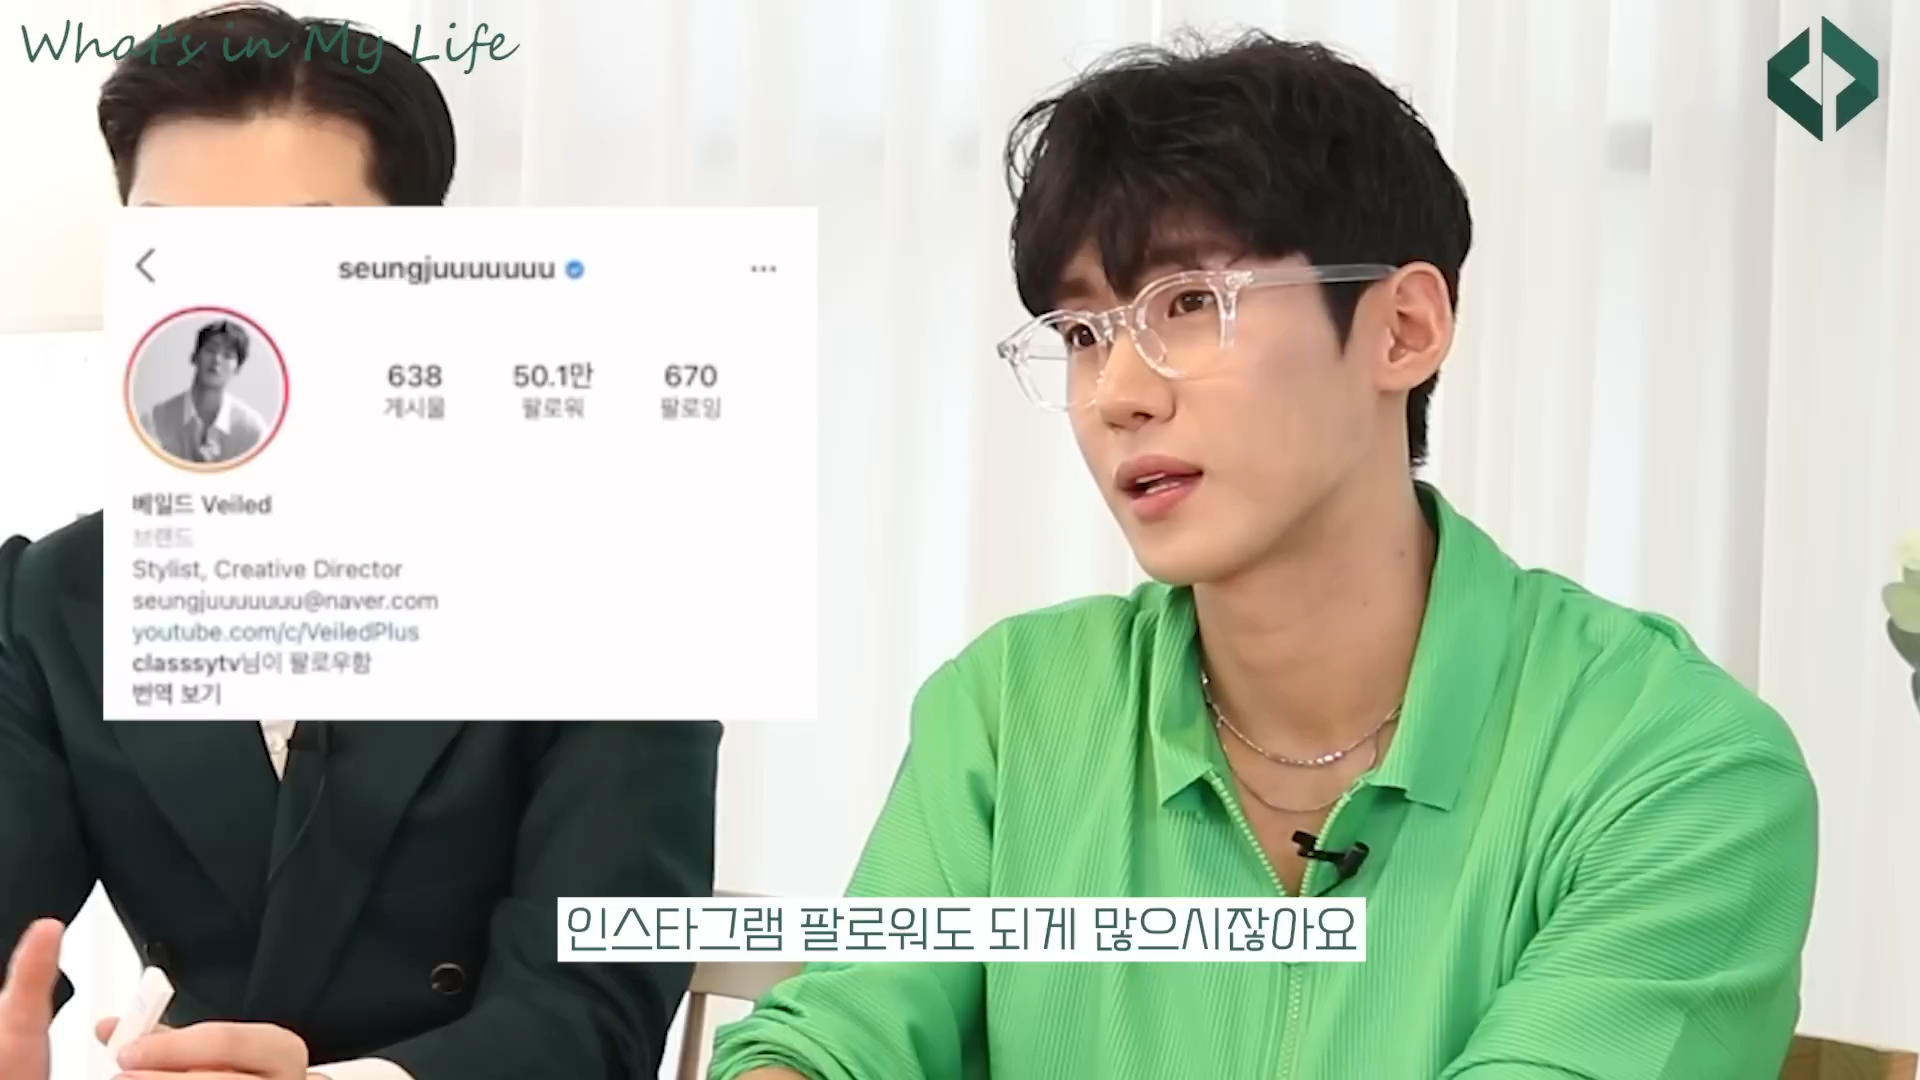 What's in My Life
seungjuuuuuuu
638
50.1만
670
게시물
팔로워
팔로잉
베일드 Veiled
브랜드
Stylist, Creative Director
seungjuuuuuuu@naver.com
youtube.com/c/VeiledPlus
classsytv님이 팔로우함
번역 보기
인스타그램 팔로워도 되게 많으시잖아요